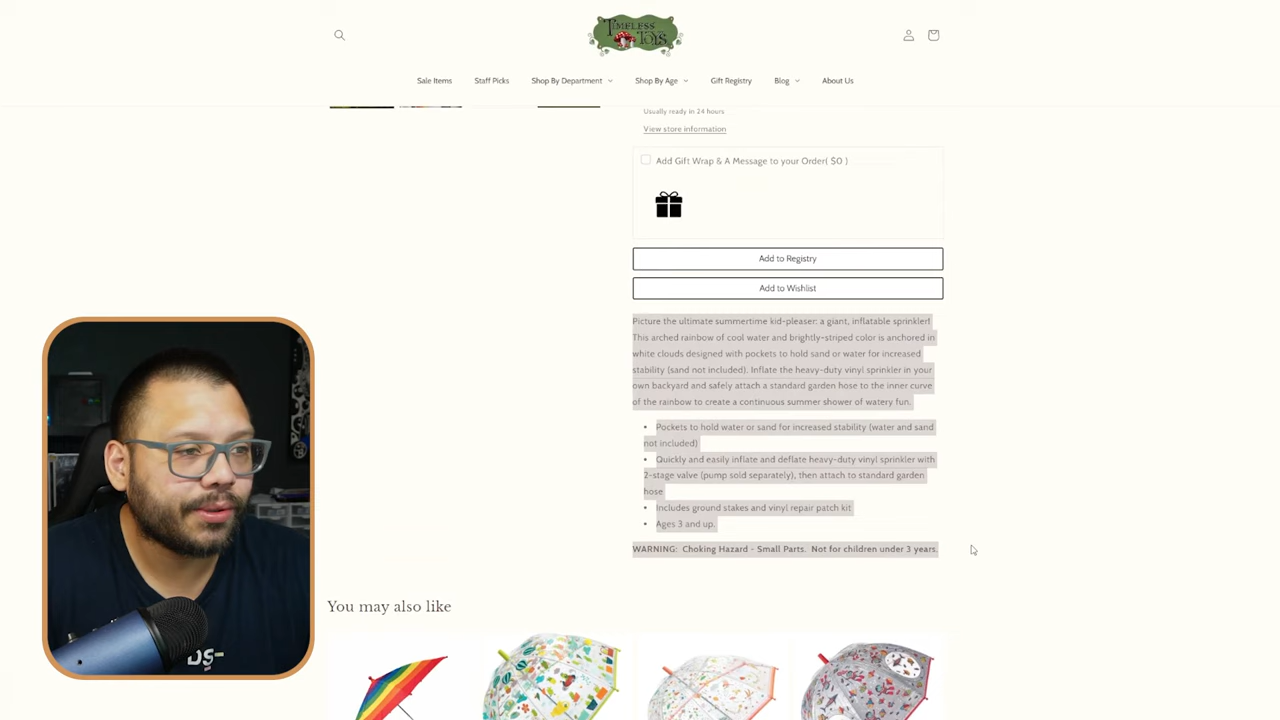 TIMELESS
TOYS
Sale Items
Staff Picks
Shop By Department
Shop By Age
Gift Registry
Blog
About Us
Usually ready in 24 hours
View store information
Add Gift Wrap & A Message to your Order( $0 )
Add to Registry
Add to Wishlist
Picture the ultimate summertime kid-pleaser: a giant, inflatable sprinkler!
This arched rainbow of cool water and brightly-striped color is anchored in
white clouds designed with pockets to hold sand or water for increased
stability (sand not included). Inflate the heavy-duty vinyl sprinkler in your
own backyard and safely attach a standard garden hose to the inner curve
of the rainbow to create a continuous summer shower of watery fun.
• Pockets to hold water or sand for increased stability (water and sand
not included)
• Quickly and easily inflate and deflate heavy-duty vinyl sprinkler with
2-stage valve (pump sold separately), then attach to standard garden
hose
• Includes ground stakes and vinyl repair patch kit
• Ages 3 and up.
WARNING: Choking Hazard - Small Parts. Not for children under 3 years.
You may also like